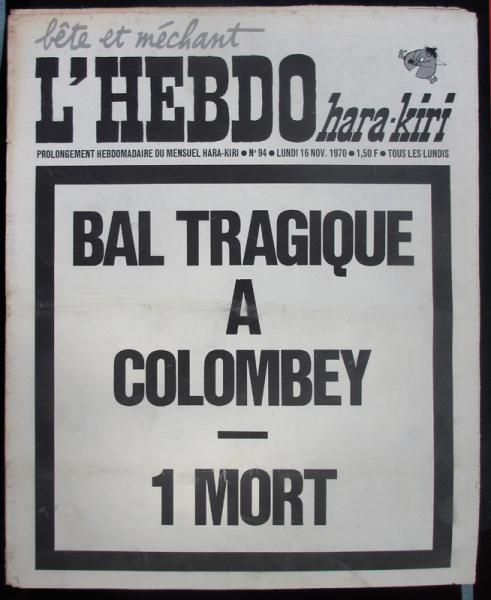 bête et méchant
L'HEBDO
hara-kiri
PROLONGEMENT HEBDOMADAIRE DU MENSUEL HARA-KIRI ● N° 94 ● LUNDI 16 NOV. 1970 ● 1,50 F ● TOUS LES LUNDIS
BAL TRAGIQUE
A
COLOMBEY
—
1 MORT